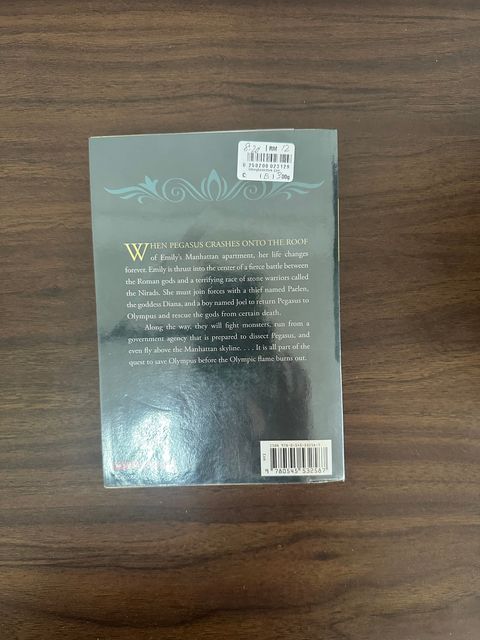 RM 12
WHEN PEGASUS CRASHES ONTO THE ROOF
of Emily's Manhattan apartment, her life changes
forever. Emily is thrust into the center of a fierce battle between
the Roman gods and a terrifying race of stone warriors called
the Nirads. She must join forces with a thief named Paelen,
the goddess Diana, and a boy named Joel to return Pegasus to
Olympus and rescue the gods from certain death.
Along the way, they will fight monsters, run from a
government agency that is prepared to dissect Pegasus, and
even fly above the Manhattan skyline. . . . It is all part of the
quest to save Olympus before the Olympic flame burns out.
9 780545 532587